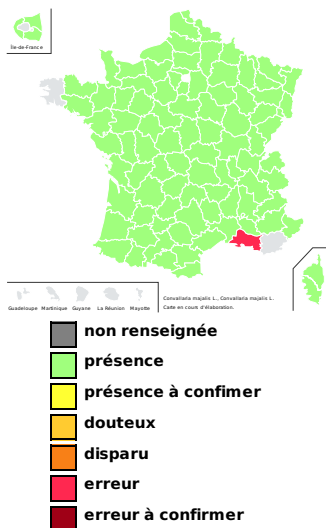 Île-de-France
Guadeloupe Martinique Guyane La Réunion Mayotte
Convallaria majalis L., Convallaria majalis L.
Carte en cours d'élaboration.
non renseignée
présence
présence à confimer
douteux
disparu
erreur
erreur à confirmer